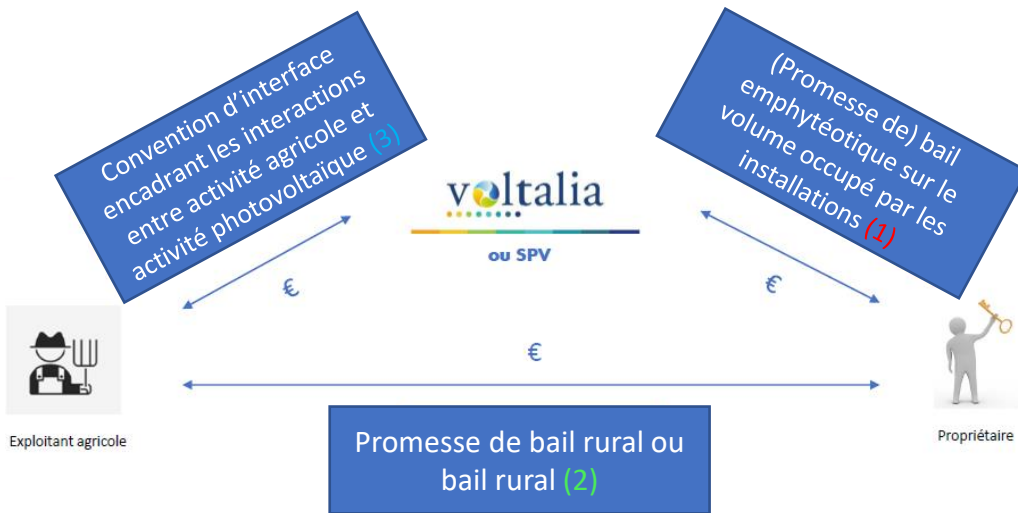 Convention d'interface
encadrant les interactions
entre activité agricole et
activité photovoltaïque (3)
(Promesse de) bail
emphytéotique sur le
volume occupé par les
installations (1)
voltalia
ou SPV
€
€
€
Exploitant agricole
Propriétaire
Promesse de bail rural ou
bail rural (2)